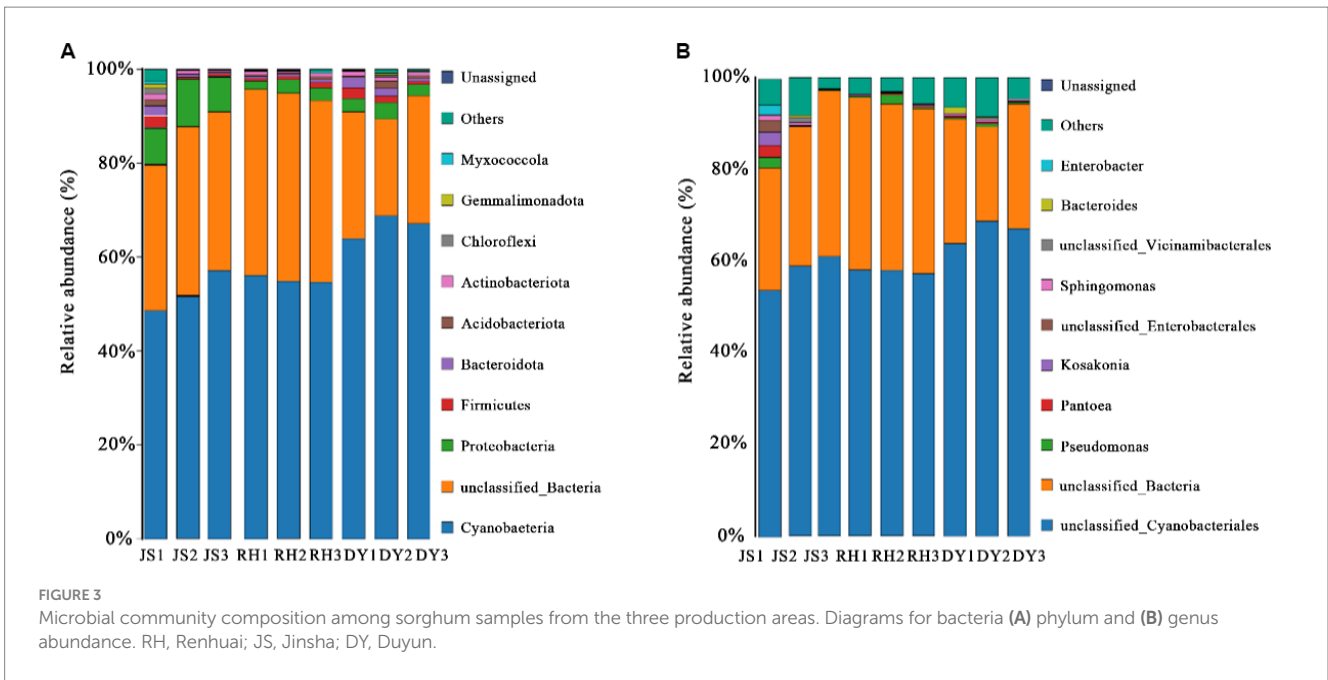 A
Relative abundance (%)
100%
80%
60%
40%
20%
0%
JS1 JS2 JS3 RH1 RH2 RH3 DY1 DY2 DY3
Unassigned
Others
Myxococcola
Gemmalimonadota
Chloroflexi
Actinobacteriota
Acidobacteriota
Bacteroidota
Firmicutes
Proteobacteria
unclassified_Bacteria
Cyanobaeteria
B
Relative abundance (%)
100%
80%
60%
40%
20%
0%
JS1 JS2 JS3 RH1 RH2 RH3 DY1 DY2 DY3
Unassigned
Others
Enterobacter
Bacteroides
unclassified_Vicinamibacterales
Sphingomonas
unclassified_Enterobacterales
Kosakonia
Pantoea
Pseudomonas
unclassified_Bacteria
unclassified_Cyanobacteriales
FIGURE 3
Microbial community composition among sorghum samples from the three production areas. Diagrams for bacteria (A) phylum and (B) genus
abundance. RH, Renhuai; JS, Jinsha; DY, Duyun.